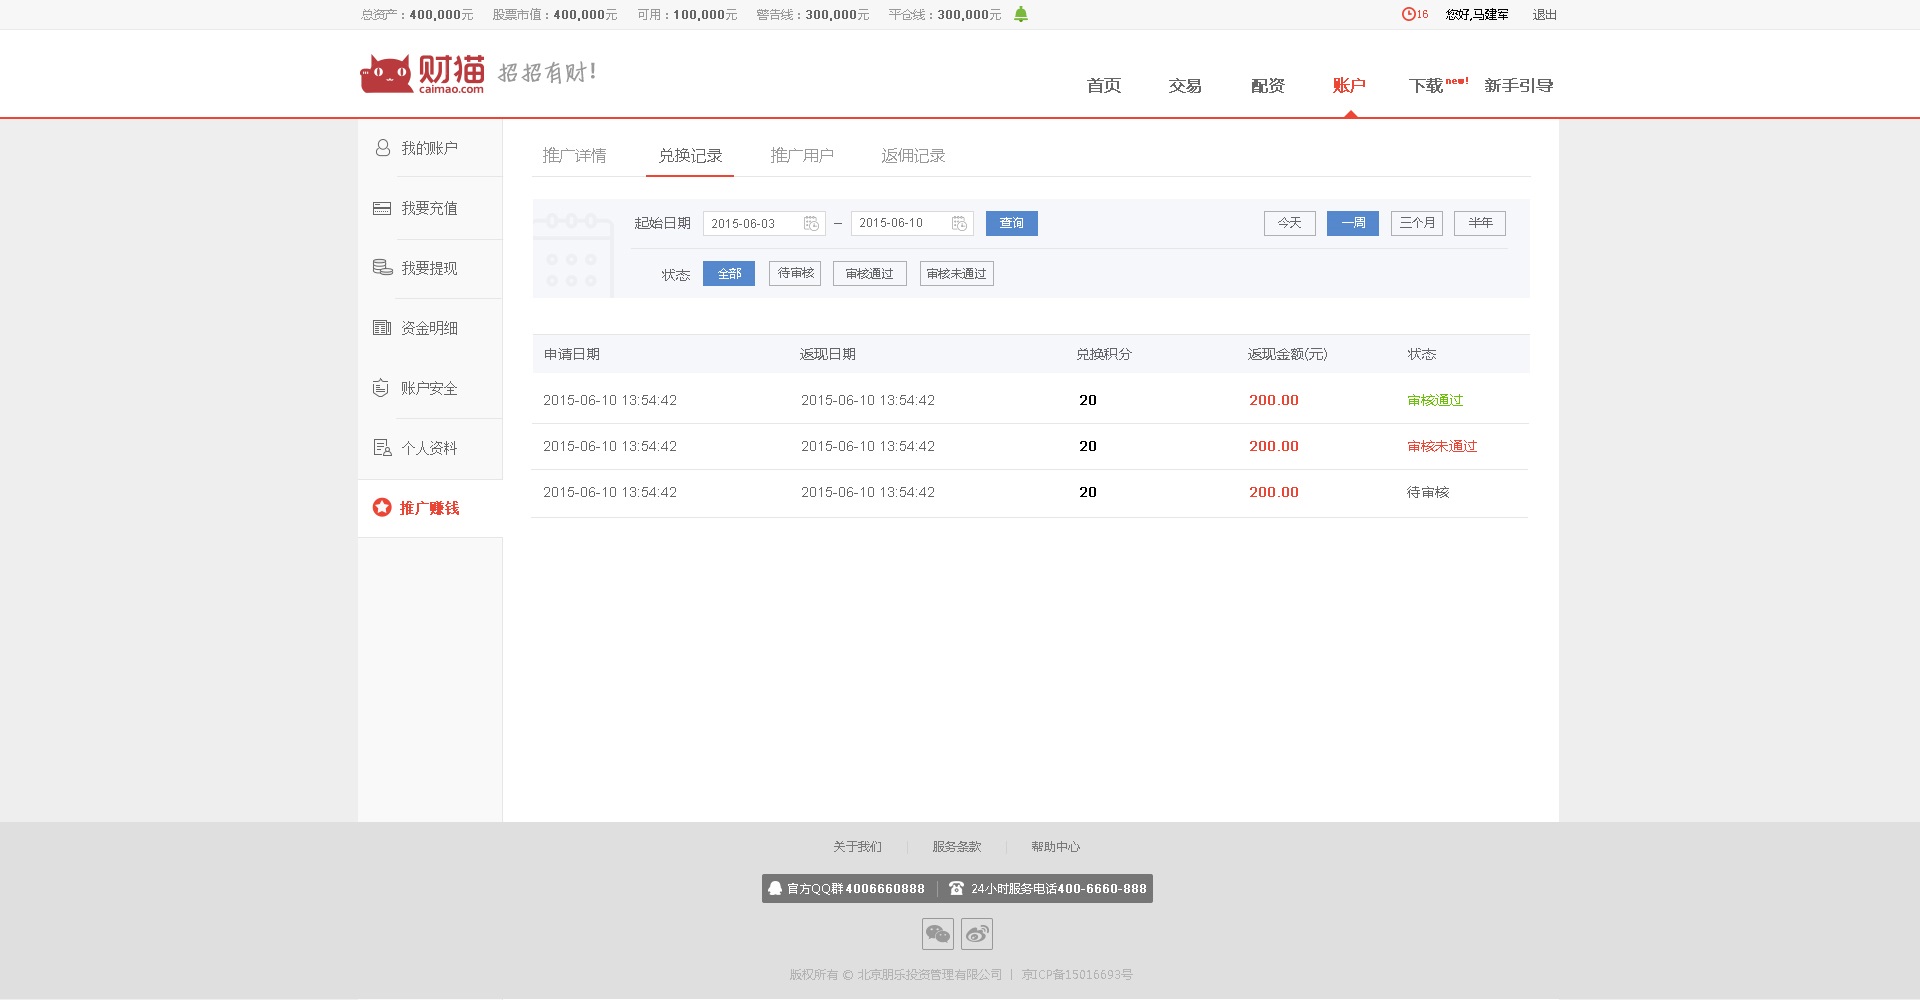 总资产：400,000元 股票市值：400,000元 可用：100,000元 警告线：300,000元 平仓线：300,000元 16 您好,马建军 退出
财猫 caimao.com 招招有财!
首页 交易 配资 账户 下载new! 新手引导
我的账户
我要充值
我要提现
资金明细
账户安全
个人资料
推广赚钱
推广详情 兑换记录 推广用户 返佣记录
起始日期 2015-06-03 – 2015-06-10 查询 今天 一周 三个月 半年
状态 全部 待审核 审核通过 审核未通过
申请日期 返现日期 兑换积分 返现金额(元) 状态
2015-06-10 13:54:42 2015-06-10 13:54:42 20 200.00 审核通过
2015-06-10 13:54:42 2015-06-10 13:54:42 20 200.00 审核未通过
2015-06-10 13:54:42 2015-06-10 13:54:42 20 200.00 待审核
关于我们 | 服务条款 | 帮助中心
官方QQ群4006660888 | 24小时服务电话400-6660-888
版权所有 © 北京朋乐投资管理有限公司 | 京ICP备15016693号